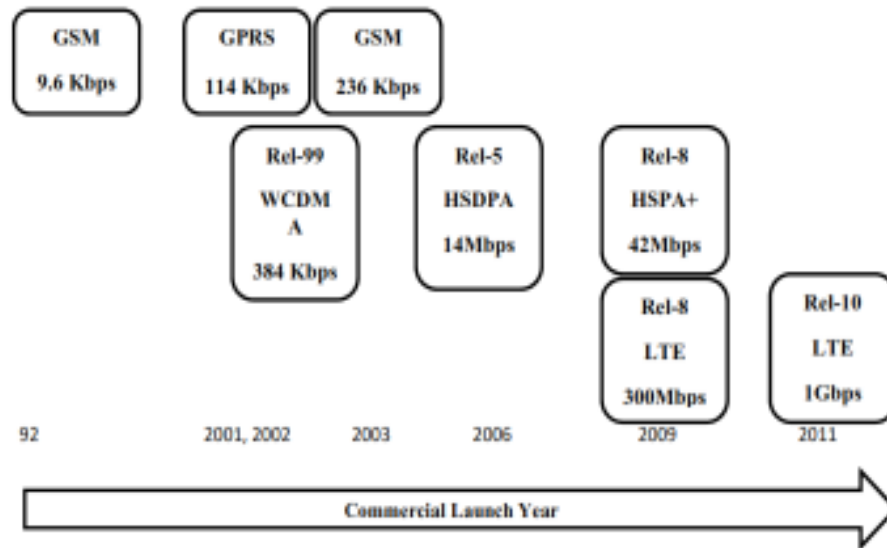 GSM
9.6 Kbps
GPRS
114 Kbps
GSM
236 Kbps
Rel-99
WCDM
A
384 Kbps
Rel-5
HSDPA
14Mbps
Rel-8
HSPA+
42Mbps
Rel-8
LTE
300Mbps
Rel-10
LTE
1Gbps
92
2001, 2002
2003
2006
2009
2011
Commercial Launch Year